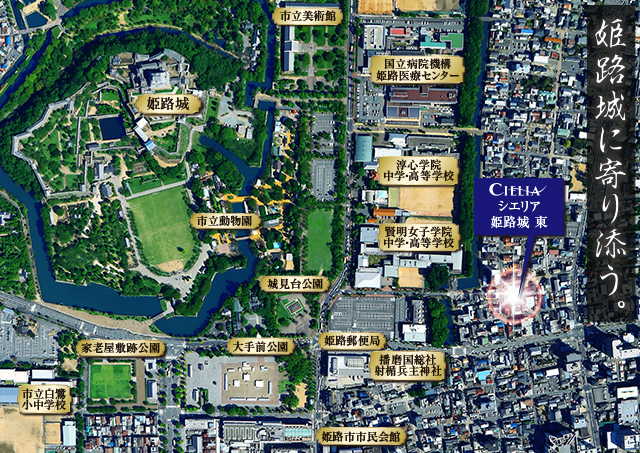 市立美術館
国立病院機構
姫路医療センター
姫路城
淳心学院
中学・高等学校
CIELIA
シエリア
姫路城 東
市立動物園
賢明女子学院
中学・高等学校
城見台公園
姫路城に寄り添う。
家老屋敷跡公園
大手前公園
姫路郵便局
播磨国総社
射楯兵主神社
市立白鷺
小中学校
姫路市市民会館